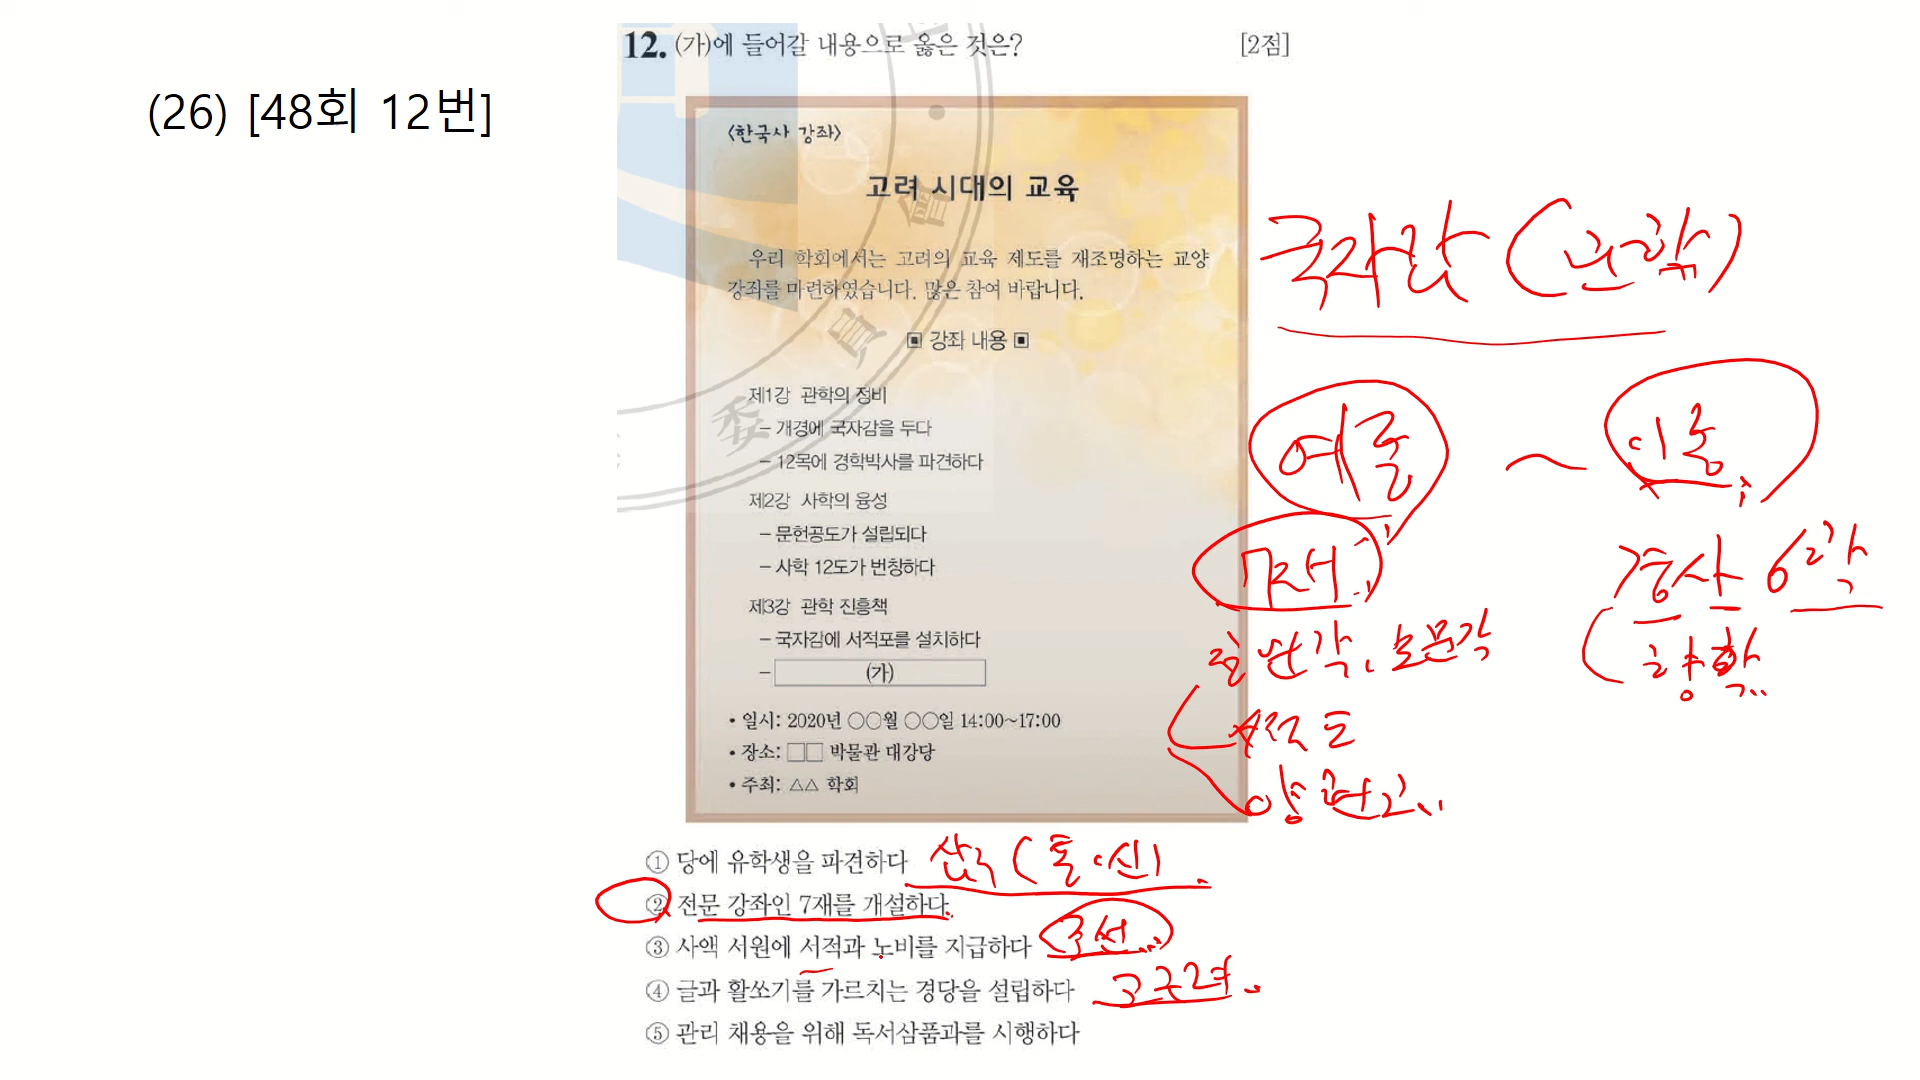 (26) [48회 12번]
12. (가)에 들어갈 내용으로 옳은 것은? [2점]
<한국사 강좌>
고려 시대의 교육
우리 학회에서는 고려의 교육 제도를 재조명하는 교양
강좌를 마련하였습니다. 많은 참여 바랍니다.
▣ 강좌 내용 ▣
제1강 관학의 정비
– 개경에 국자감을 두다
– 12목에 경학박사를 파견하다
제2강 사학의 융성
– 문헌공도가 설립되다
– 사학 12도가 번창하다
제3강 관학 진흥책
– 국자감에 서적포를 설치하다
– (가)
• 일시: 2020년 ○○월 ○○일 14:00~17:00
• 장소: □□ 박물관 대강당
• 주최: △△ 학회
국자감 (관학)
예종 ~ 인종
7재
경사 6각
향학
청연각, 보문각
장학
양현고
① 당에 유학생을 파견하다 삼국 (통·신)
② 전문 강좌인 7재를 개설하다
③ 사액 서원에 서적과 노비를 지급하다 조선
④ 글과 활쏘기를 가르치는 경당을 설립하다 고구려
⑤ 관리 채용을 위해 독서삼품과를 시행하다
員
委